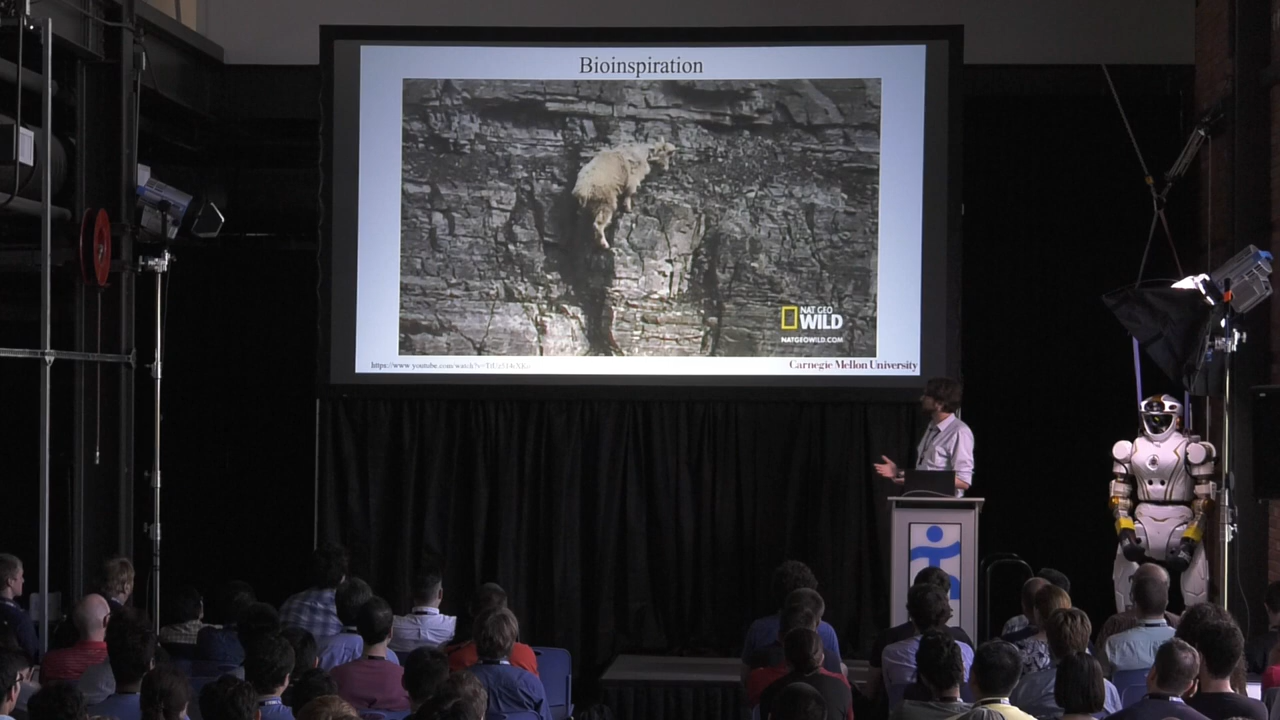 Bioinspiration
NAT GEO
WILD
NATGEOWILD.COM
Carnegie Mellon University